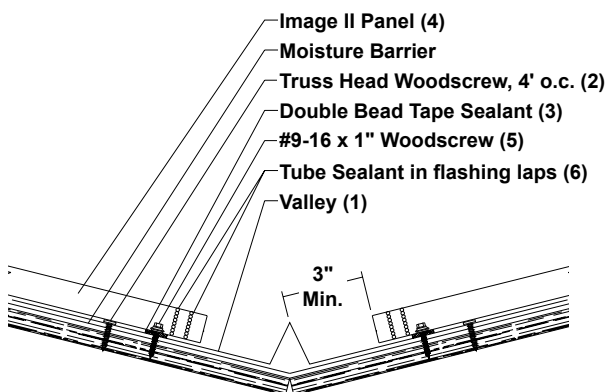 Image II Panel (4)
Moisture Barrier
Truss Head Woodscrew, 4' o.c. (2)
Double Bead Tape Sealant (3)
#9-16 x 1" Woodscrew (5)
Tube Sealant in flashing laps (6)
Valley (1)
3"
Min.